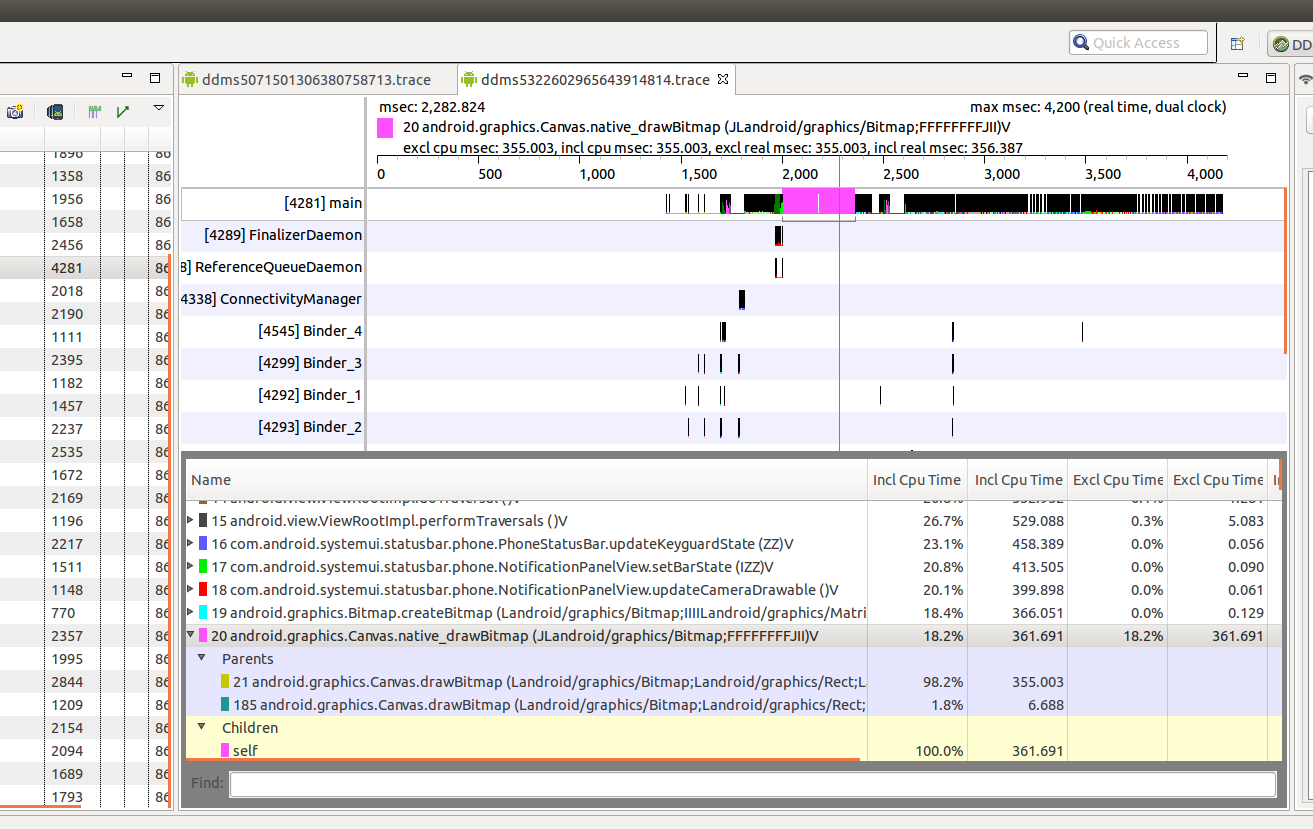 Quick Access
DD
ddms5071501306380758713.trace
ddms5322602965643914814.trace
msec: 2,282.824
max msec: 4,200 (real time, dual clock)
20 android.graphics.Canvas.native_drawBitmap (JLandroid/graphics/Bitmap;FFFFFFFFJII)V
excl cpu msec: 355.003, incl cpu msec: 355.003, excl real msec: 355.003, incl real msec: 356.387
0 500 1,000 1,500 2,000 2,500 3,000 3,500 4,000
[4281] main
[4289] FinalizerDaemon
8] ReferenceQueueDaemon
4338] ConnectivityManager
[4545] Binder_4
[4299] Binder_3
[4292] Binder_1
[4293] Binder_2
1896 86
1358 86
1956 86
1658 86
2456 86
4281 86
2018 86
2190 86
1111 86
2395 86
1182 86
1457 86
2237 86
2535 86
1672 86
2169 86
1196 86
2217 86
1511 86
1148 86
770 86
2357 86
1995 86
2844 86
1209 86
2154 86
2094 86
1689 86
1793 86
Name Incl Cpu Time Incl Cpu Time Excl Cpu Time Excl Cpu Time
15 android.view.ViewRootImpl.performTraversals ()V 26.7% 529.088 0.3% 5.083
16 com.android.systemui.statusbar.phone.PhoneStatusBar.updateKeyguardState (ZZ)V 23.1% 458.389 0.0% 0.056
17 com.android.systemui.statusbar.phone.NotificationPanelView.setBarState (IZZ)V 20.8% 413.505 0.0% 0.090
18 com.android.systemui.statusbar.phone.NotificationPanelView.updateCameraDrawable ()V 20.1% 399.898 0.0% 0.061
19 android.graphics.Bitmap.createBitmap (Landroid/graphics/Bitmap;IIIILandroid/graphics/Matri 18.4% 366.051 0.0% 0.129
20 android.graphics.Canvas.native_drawBitmap (JLandroid/graphics/Bitmap;FFFFFFFFJII)V 18.2% 361.691 18.2% 361.691
Parents
21 android.graphics.Canvas.drawBitmap (Landroid/graphics/Bitmap;Landroid/graphics/Rect;L 98.2% 355.003
185 android.graphics.Canvas.drawBitmap (Landroid/graphics/Bitmap;Landroid/graphics/Rect; 1.8% 6.688
Children
self 100.0% 361.691
Find: